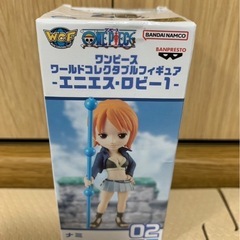 WCF
ONE PIECE
BANDAI NAMCO
BANPRESTO
ワンピース
ワールドコレクタブルフィギュア
-エニエス・ロビー1-
ナミ
02